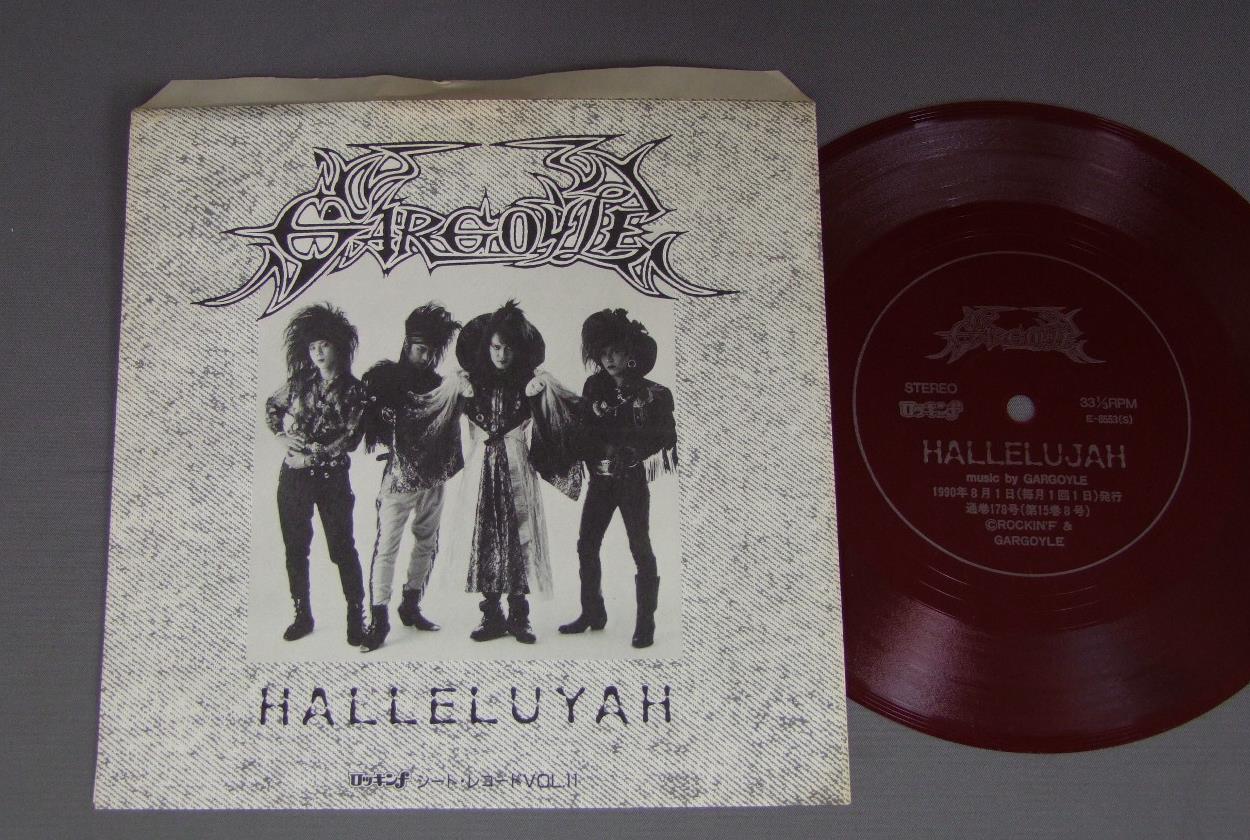 GARGOYLE
HALLELUYAH
ロッキンf シート・レコードVOL.11
GARGOYLE
STEREO
ロッキンf
33⅓RPM
E-8553(S)
HALLELUJAH
music by GARGOYLE
1990年8月1日(毎月1回1日)発行
通巻178号(第15巻8号)
©ROCKIN'F &
GARGOYLE